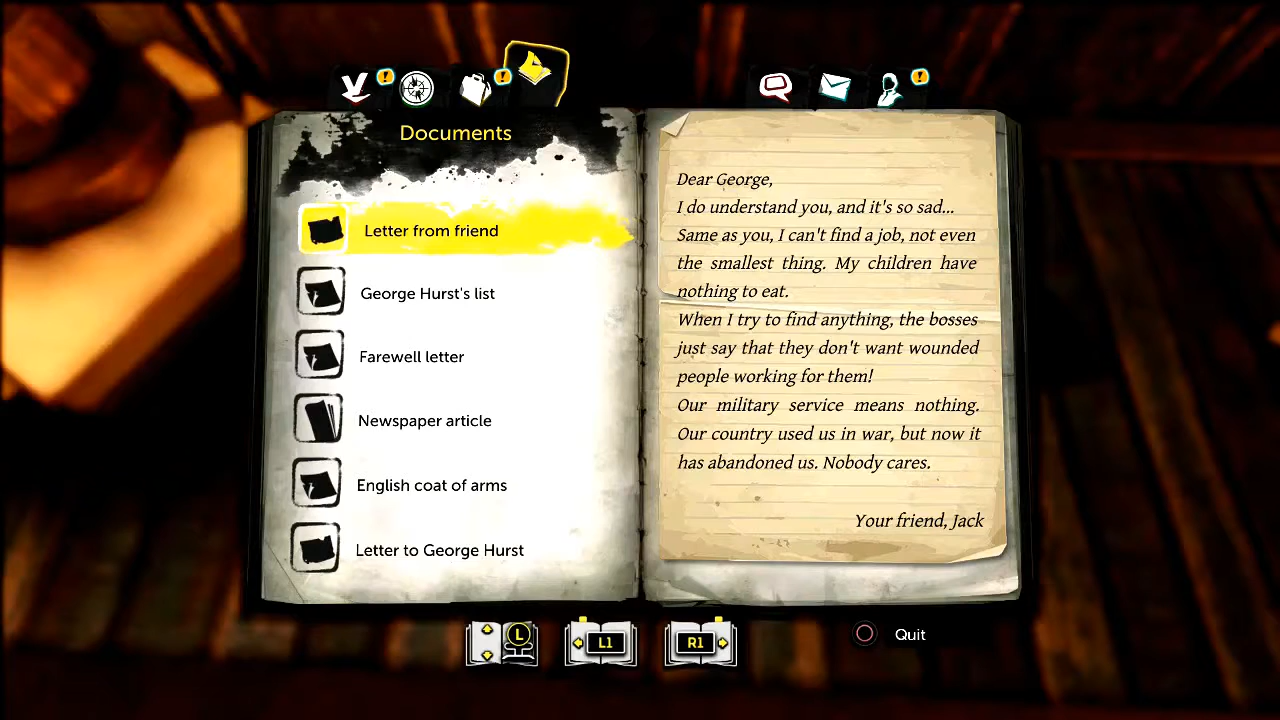 Documents
Letter from friend
George Hurst's list
Farewell letter
Newspaper article
English coat of arms
Letter to George Hurst
Dear George,
I do understand you, and it's so sad...
Same as you, I can't find a job, not even
the smallest thing. My children have
nothing to eat.
When I try to find anything, the bosses
just say that they don't want wounded
people working for them!
Our military service means nothing.
Our country used us in war, but now it
has abandoned us. Nobody cares.
Your friend, Jack
L
L1
R1
Quit